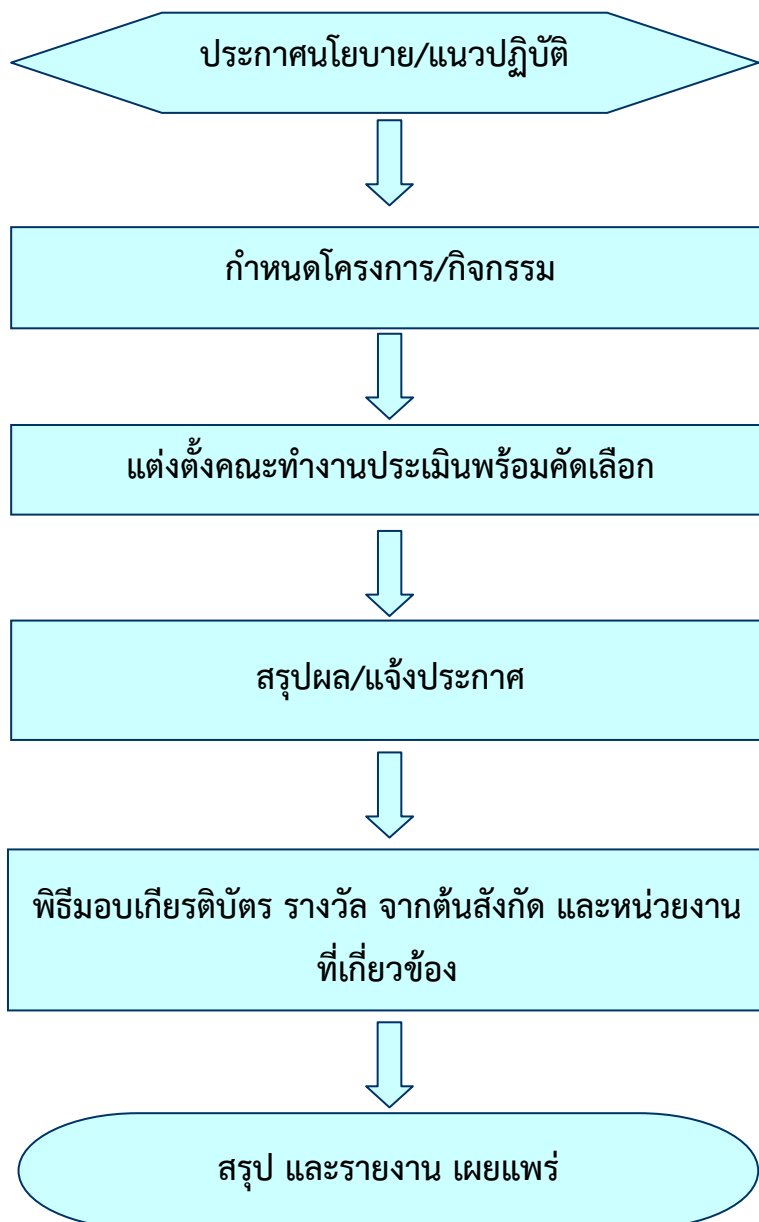 ประกาศนโยบาย/แนวปฏิบัติ
กำหนดโครงการ/กิจกรรม
แต่งตั้งคณะทำงานประเมินพร้อมคัดเลือก
สรุปผล/แจ้งประกาศ
พิธีมอบเกียรติบัตร รางวัล จากต้นสังกัด และหน่วยงาน
ที่เกี่ยวข้อง
สรุป และรายงาน เผยแพร่